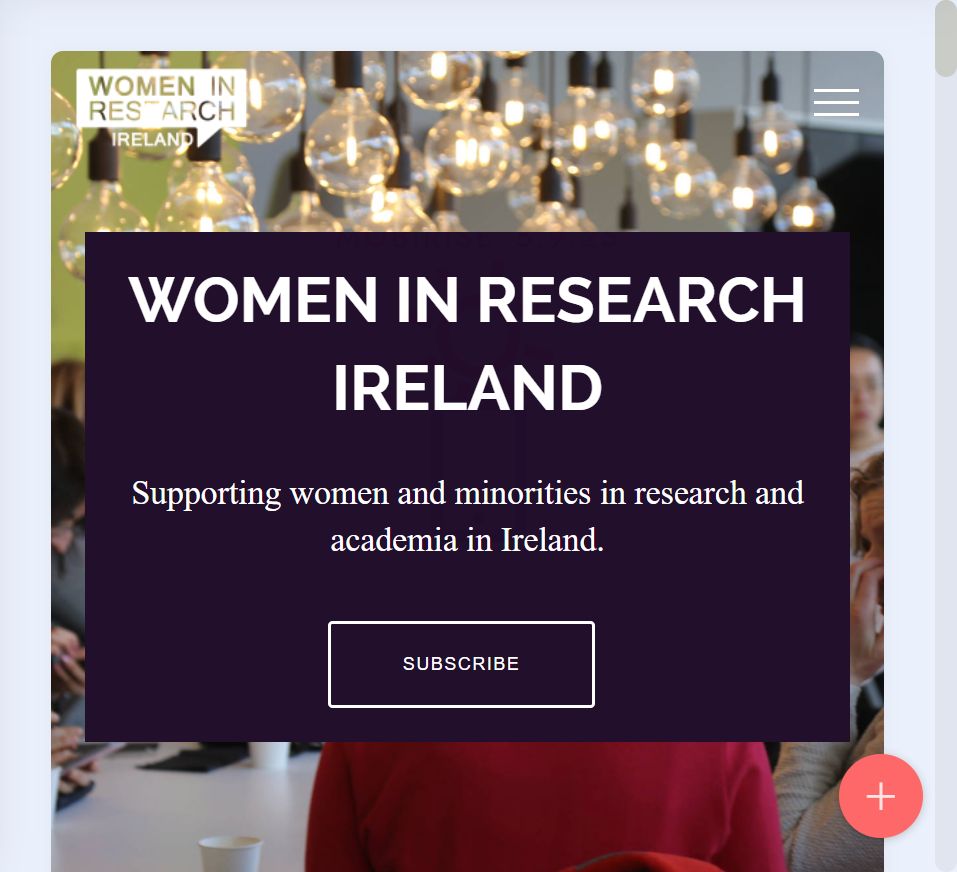 WOMEN IN
RESEARCH
IRELAND
WOMEN IN RESEARCH
IRELAND
Supporting women and minorities in research and
academia in Ireland.
SUBSCRIBE